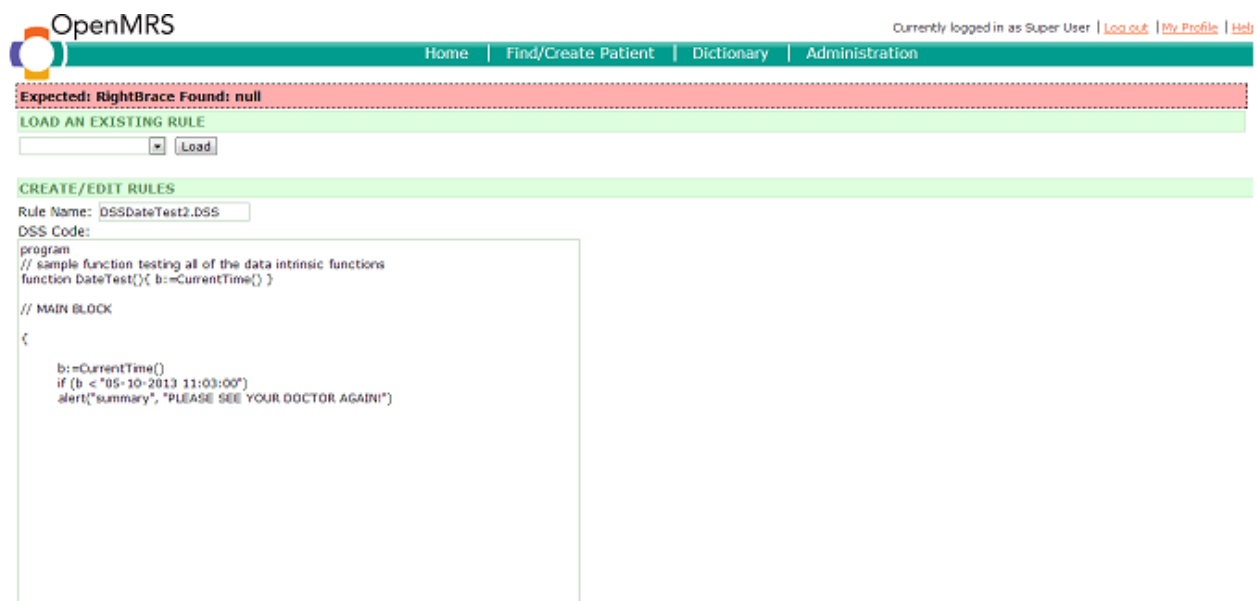 OpenMRS
Currently logged in as Super User | Log out | My Profile | Help
Home | Find/Create Patient | Dictionary | Administration
Expected: RightBrace Found: null
LOAD AN EXISTING RULE
Load
CREATE/EDIT RULES
Rule Name: DSSDateTest2.DSS
DSS Code:
program
// sample function testing all of the data intrinsic functions
function DateTest(){ b:=CurrentTime() }
// MAIN BLOCK
{
b:=CurrentTime()
if (b < "05-10-2013 11:03:00")
alert("summary", "PLEASE SEE YOUR DOCTOR AGAIN!")